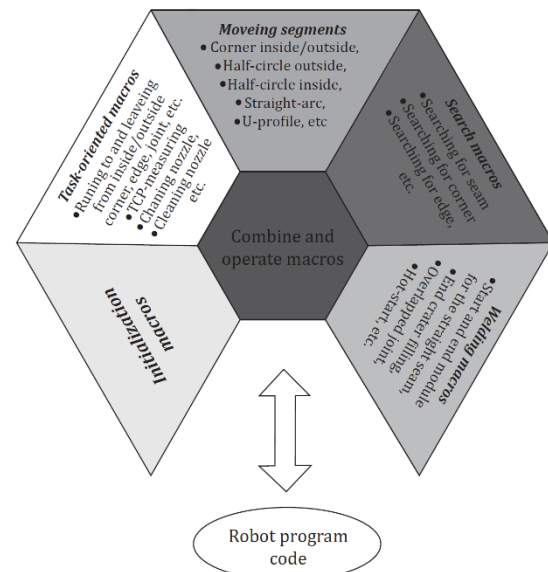 Moveing segments
• Corner inside/outside,
• Half-circle outside,
• Half-circle inside,
• Straight-arc,
• U-profile, etc
Task-oriented macros
• Runing to and leaveing
from inside/outside
corner, edge, joint, etc.
• TCP-measuring
• Chaning nozzle,
• Cleaning nozzle
etc.
Search macros
• Searching for seam
• Searching for corner
• Searching for edge,
etc.
Combine and
operate macros
Initialization
macros
Welding macros
• Start and end module
for the straight seam,
• End crater filling,
• Overlapped joint,
• Hot-start, etc.
Robot program
code